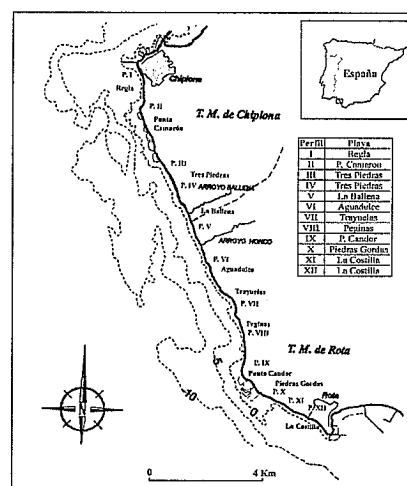 P. I
Chipiona
Regla
España
P. II
Punta
Camarón
T. M. de Chipiona
P. III
Tres Piedras
P. IV
ARROYO BALLENA
La Ballena
P. V
ARROYO HONDO
P. VI
Aguadulce
Trayuelas
P. VII
Peginas
P. VIII
T. M. de Rota
P. IX
Punta Candor
Piedras Gordas
P. X
P. XI
Rota
P. XII
La Costilla
-10
-5
0
Perfil Playa
I Regla
II P. Camaron
III Tres Piedras
IV Tres Piedras
V La Ballena
VI Aguadulce
VII Trayuelas
VIII Peginas
IX P. Candor
X Piedras Gordas
XI La Costilla
XII La Costilla
N
0 4 Km